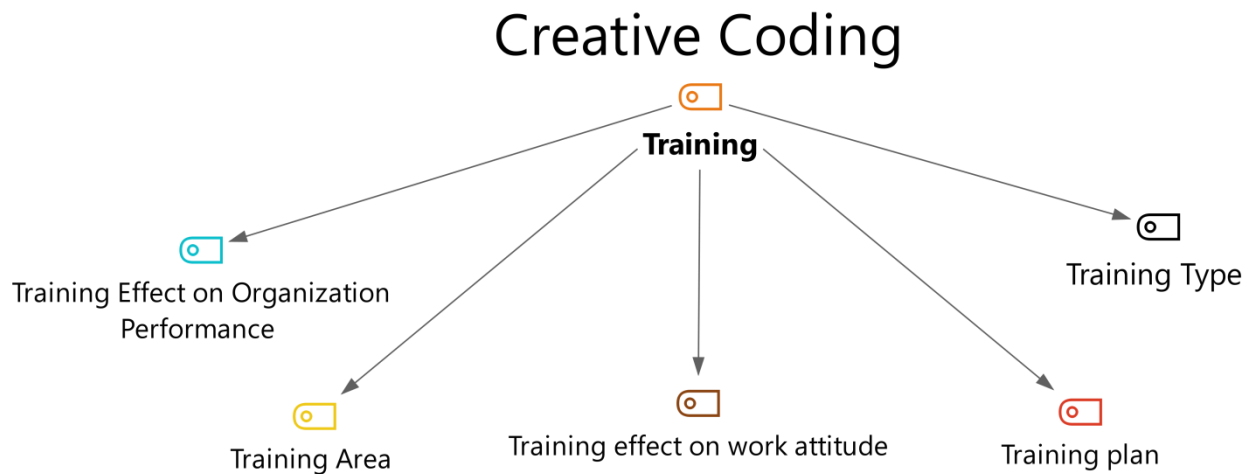 Creative Coding
Training
Training Effect on Organization
Performance
Training Type
Training Area
Training effect on work attitude
Training plan